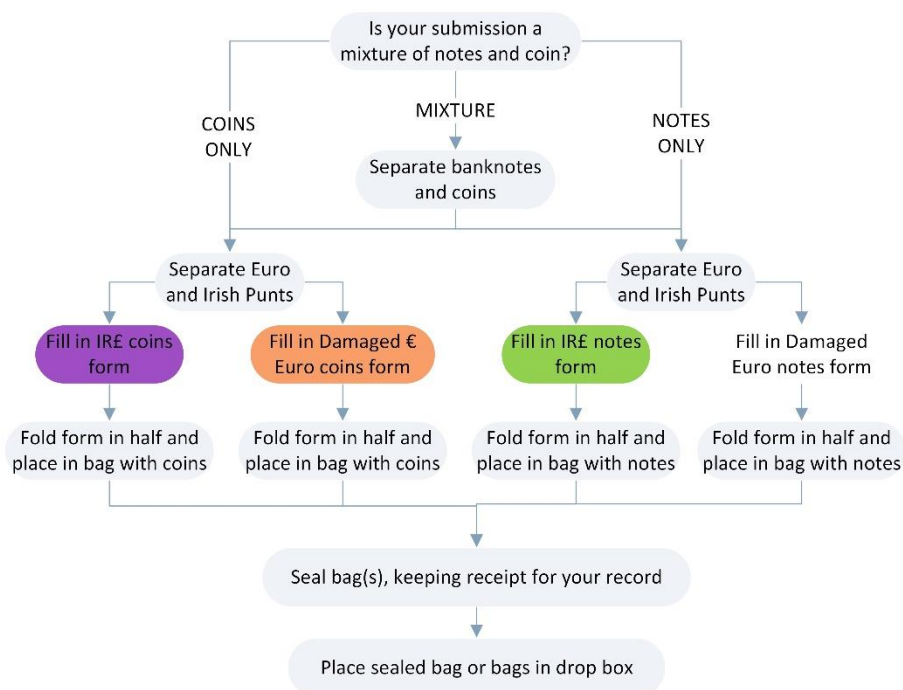 Is your submission a
mixture of notes and coin?
COINS
ONLY
MIXTURE
NOTES
ONLY
Separate banknotes
and coins
Separate Euro
and Irish Punts
Separate Euro
and Irish Punts
Fill in IR£ coins
form
Fill in Damaged €
Euro coins form
Fill in IR£ notes
form
Fill in Damaged
Euro notes form
Fold form in half and
place in bag with coins
Fold form in half and
place in bag with coins
Fold form in half and
place in bag with notes
Fold form in half and
place in bag with notes
Seal bag(s), keeping receipt for your record
Place sealed bag or bags in drop box